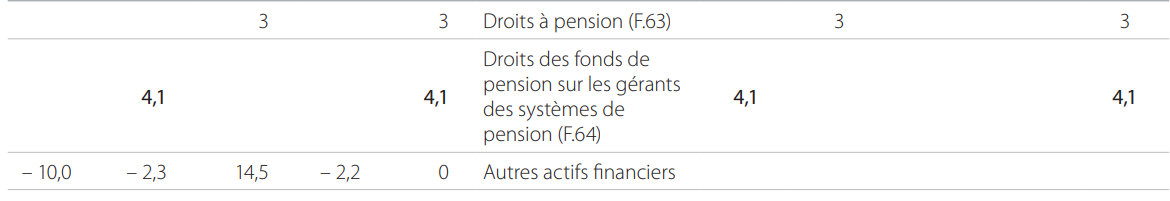 3 3 Droits à pension (F.63) 3 3
Droits des fonds de
pension sur les gérants
4,1 4,1 des systèmes de 4,1 4,1
pension (F.64)
– 10,0 – 2,3 14,5 – 2,2 0 Autres actifs financiers